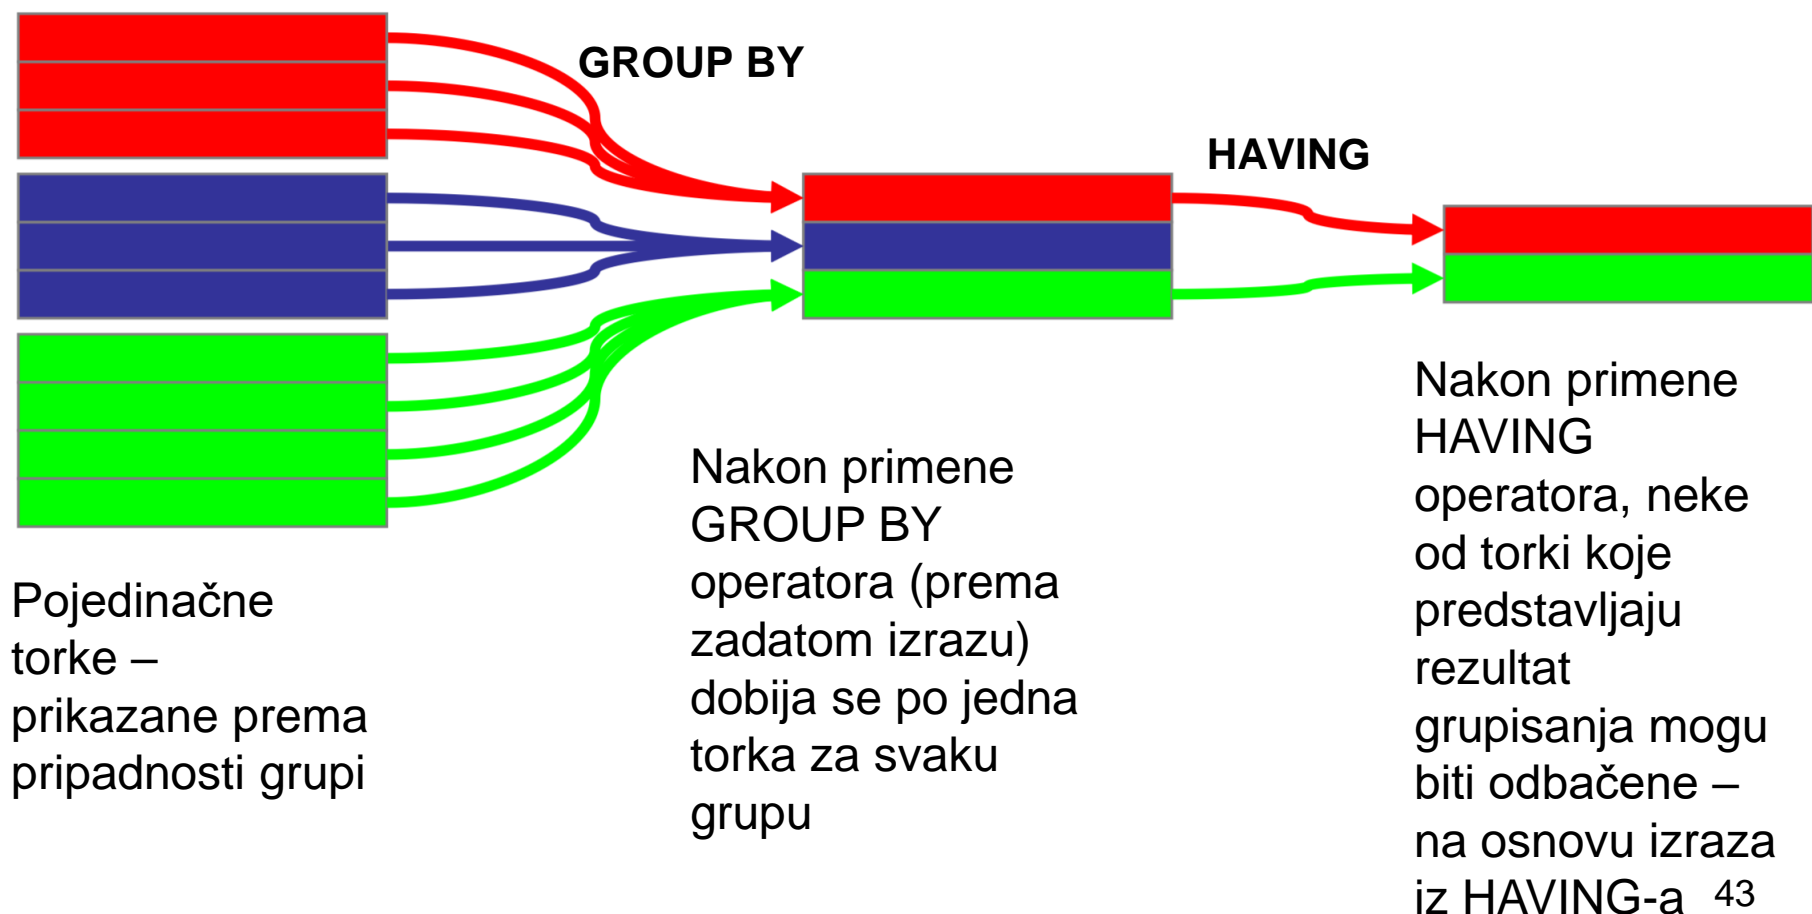 GROUP BY
HAVING
Pojedinačne
torke –
prikazane prema
pripadnosti grupi
Nakon primene
GROUP BY
operatora (prema
zadatom izrazu)
dobija se po jedna
torka za svaku
grupu
Nakon primene
HAVING
operatora, neke
od torki koje
predstavljaju
rezultat
grupisanja mogu
biti odbačene –
na osnovu izraza
iz HAVING-a
43